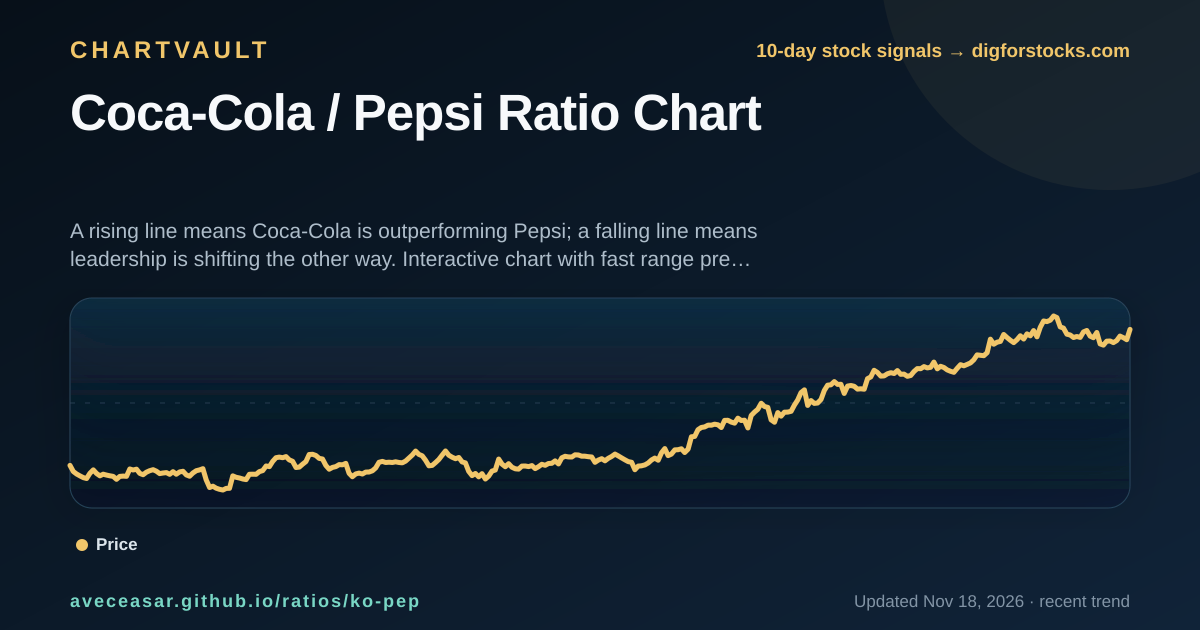 CHARTVAULT
10-day stock signals → digforstocks.com
Coca-Cola / Pepsi Ratio Chart
A rising line means Coca-Cola is outperforming Pepsi; a falling line means
leadership is shifting the other way. Interactive chart with fast range pre…
Price
aveceasar.github.io/ratios/ko-pep
Updated Nov 18, 2026 · recent trend